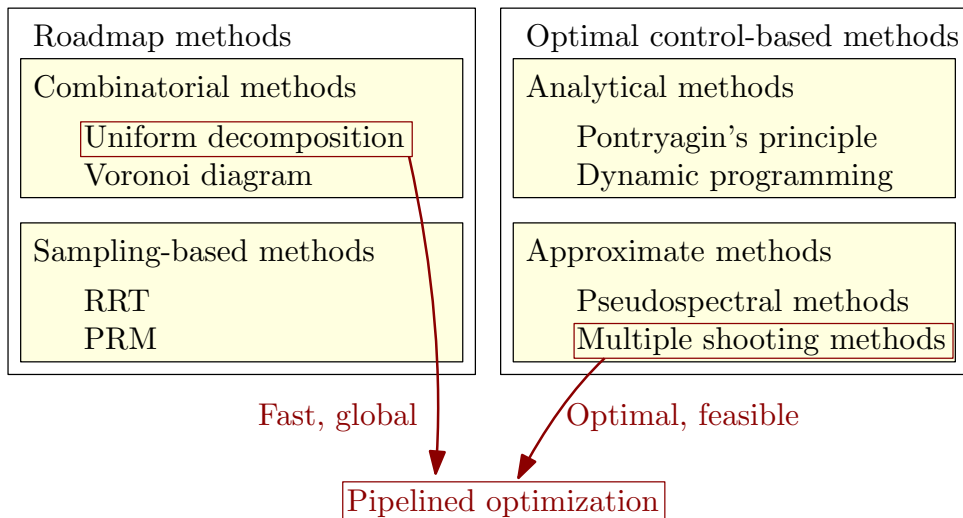 Roadmap methods
Combinatorial methods
Uniform decomposition
Voronoi diagram
Sampling-based methods
RRT
PRM
Optimal control-based methods
Analytical methods
Pontryagin's principle
Dynamic programming
Approximate methods
Pseudospectral methods
Multiple shooting methods
Fast, global
Optimal, feasible
Pipelined optimization